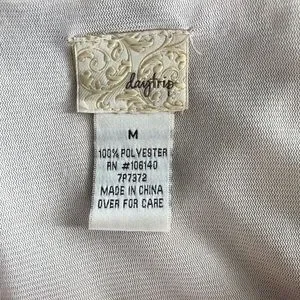 daytrip
M
100% POLYESTER
RN #106140
7P7372
MADE IN CHINA
OVER FOR CARE